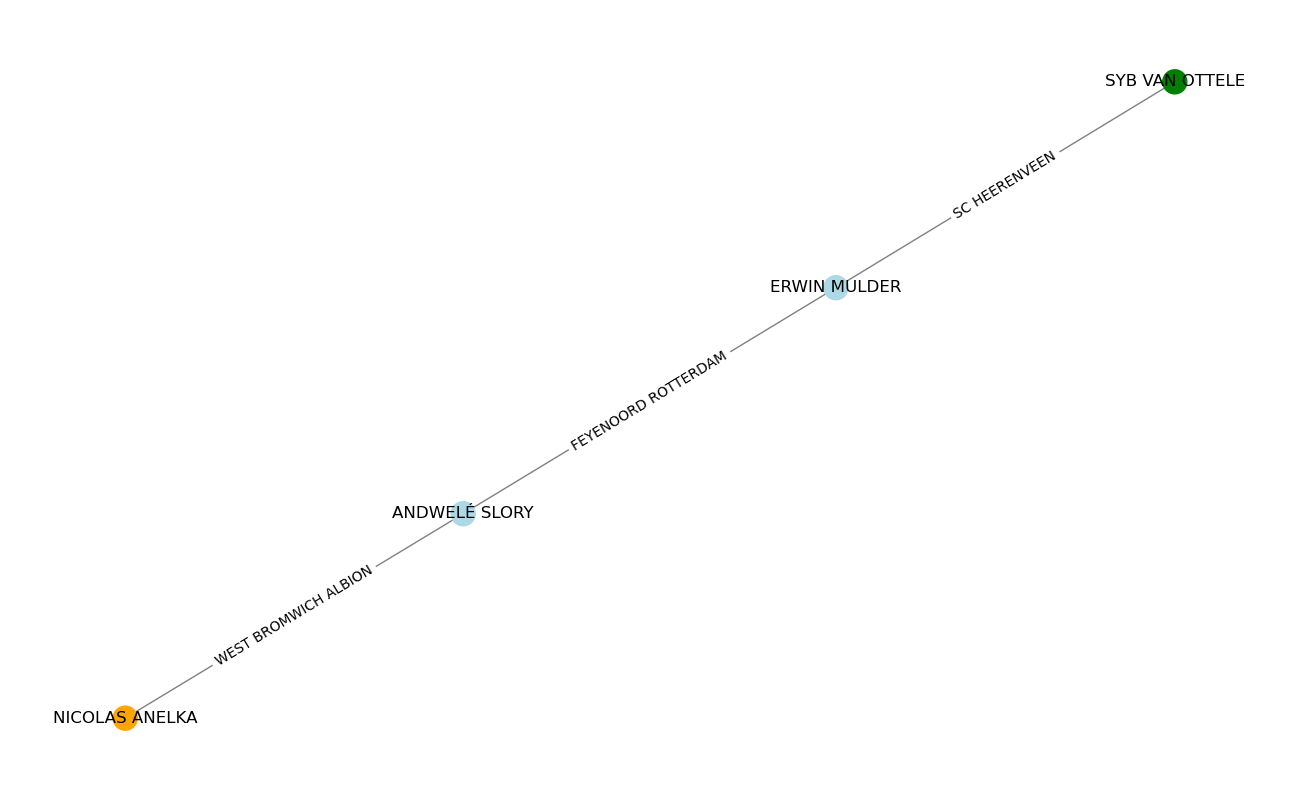 SYB VAN OTTELE
SC HEERENVEEN
ERWIN MULDER
FEYENOORD ROTTERDAM
ANDWELÉ SLORY
WEST BROMWICH ALBION
NICOLAS ANELKA